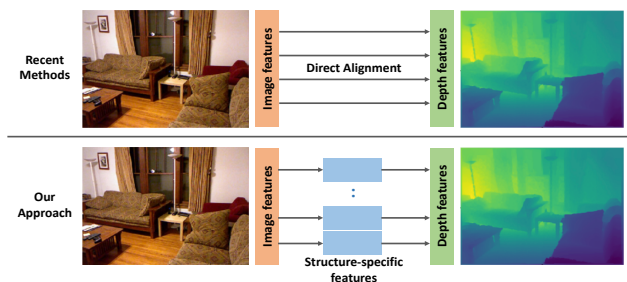 Recent
Methods
Image features
Direct Alignment
Depth features
Our
Approach
Image features
Structure-specific
features
Depth features